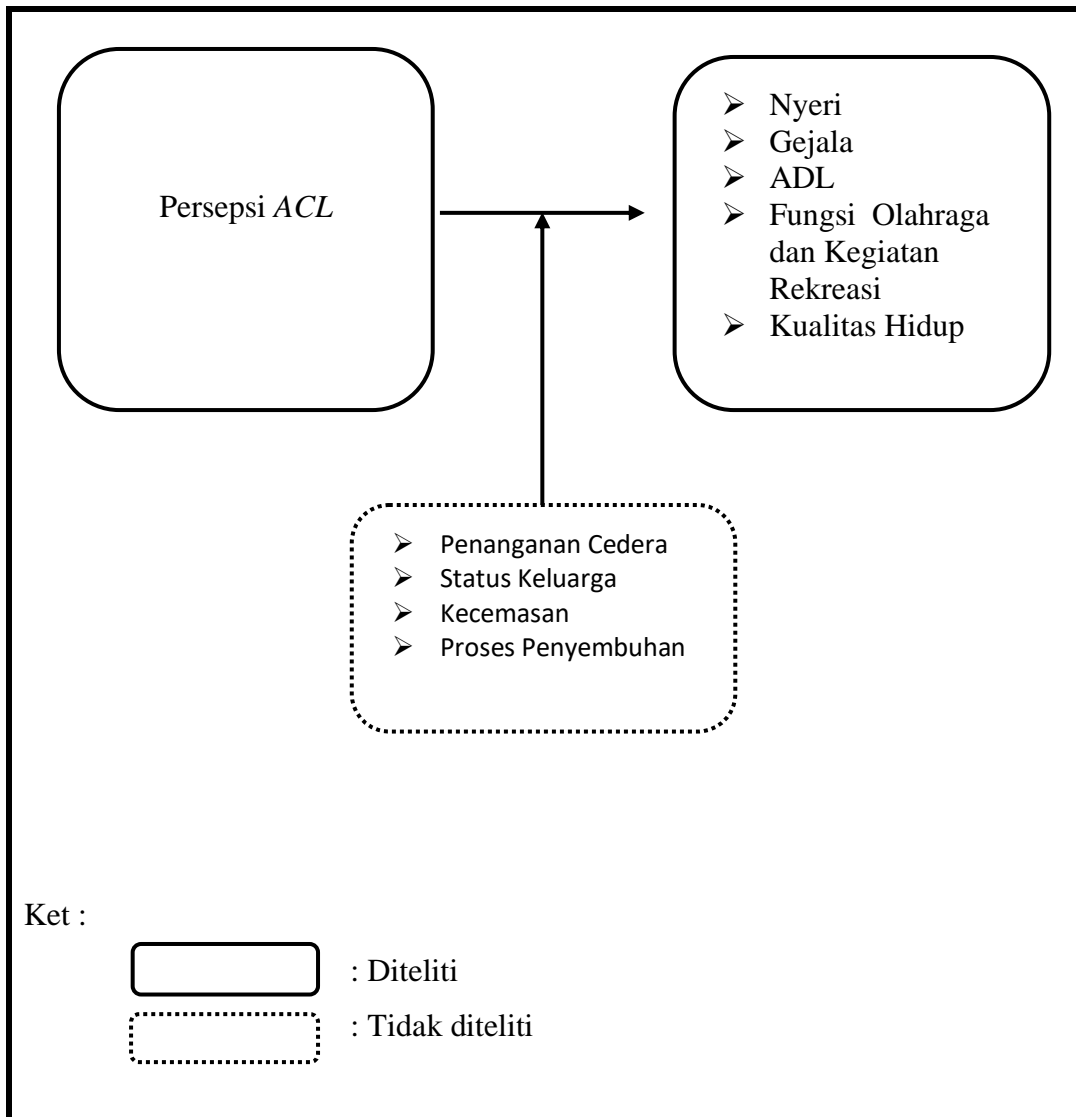 Persepsi ACL
➢ Nyeri
➢ Gejala
➢ ADL
➢ Fungsi Olahraga
dan Kegiatan
Rekreasi
➢ Kualitas Hidup
➢ Penanganan Cedera
➢ Status Keluarga
➢ Kecemasan
➢ Proses Penyembuhan
Ket :
: Diteliti
: Tidak diteliti